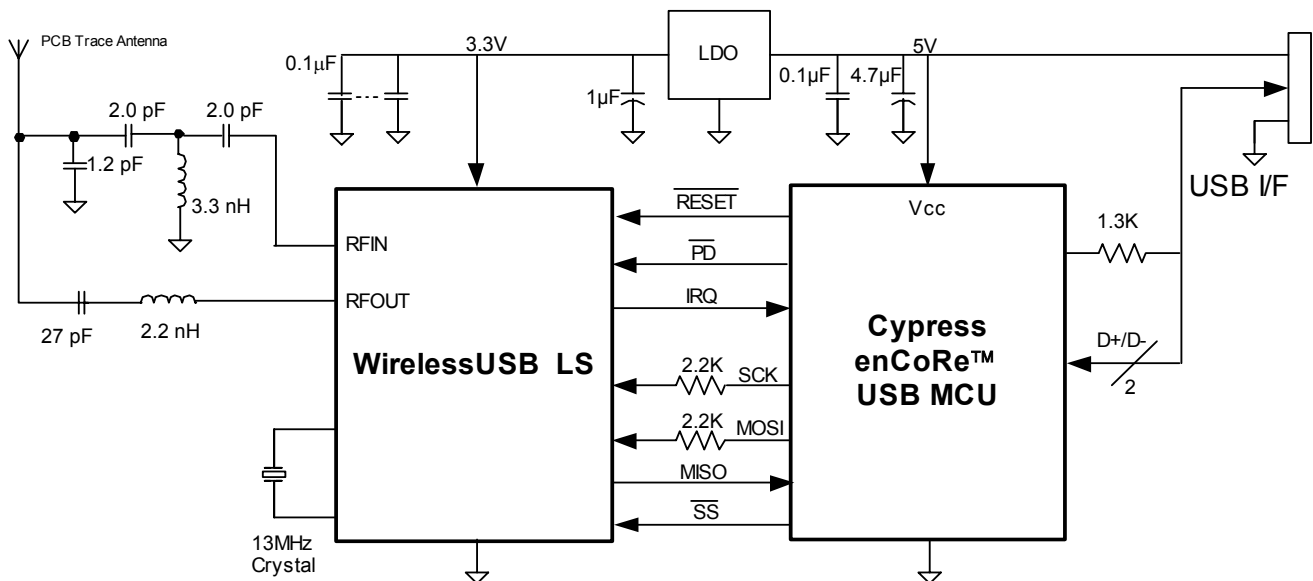 PCB Trace Antenna
0.1µF
3.3V
1µF
LDO
0.1µF
4.7µF
5V
2.0 pF
2.0 pF
1.2 pF
3.3 nH
USB I/F
RESET
Vcc
1.3K
RFIN
PD
RFOUT
IRQ
27 pF
2.2 nH
WirelessUSB LS
Cypress
enCoRe™
USB MCU
D+/D-
2
2.2K
SCK
2.2K
MOSI
MISO
SS
13MHz
Crystal